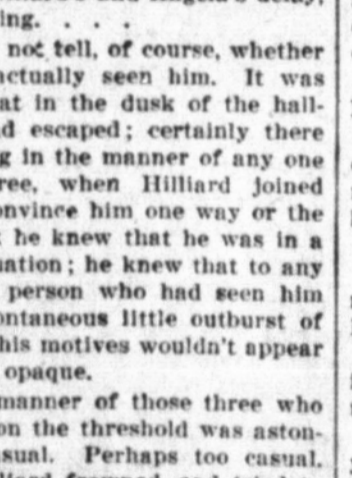 ing. . . .
not tell, of course, whether
actually seen him. It was
at in the dusk of the hall-
d escaped; certainly there
g in the manner of any one
ree, when Hilliard joined
onvince him one way or the
he knew that he was in a
uation; he knew that to any
person who had seen him
ontaneous little outburst of
his motives wouldn't appear
opaque.
manner of those three who
on the threshold was aston-
sual. Perhaps too casual.